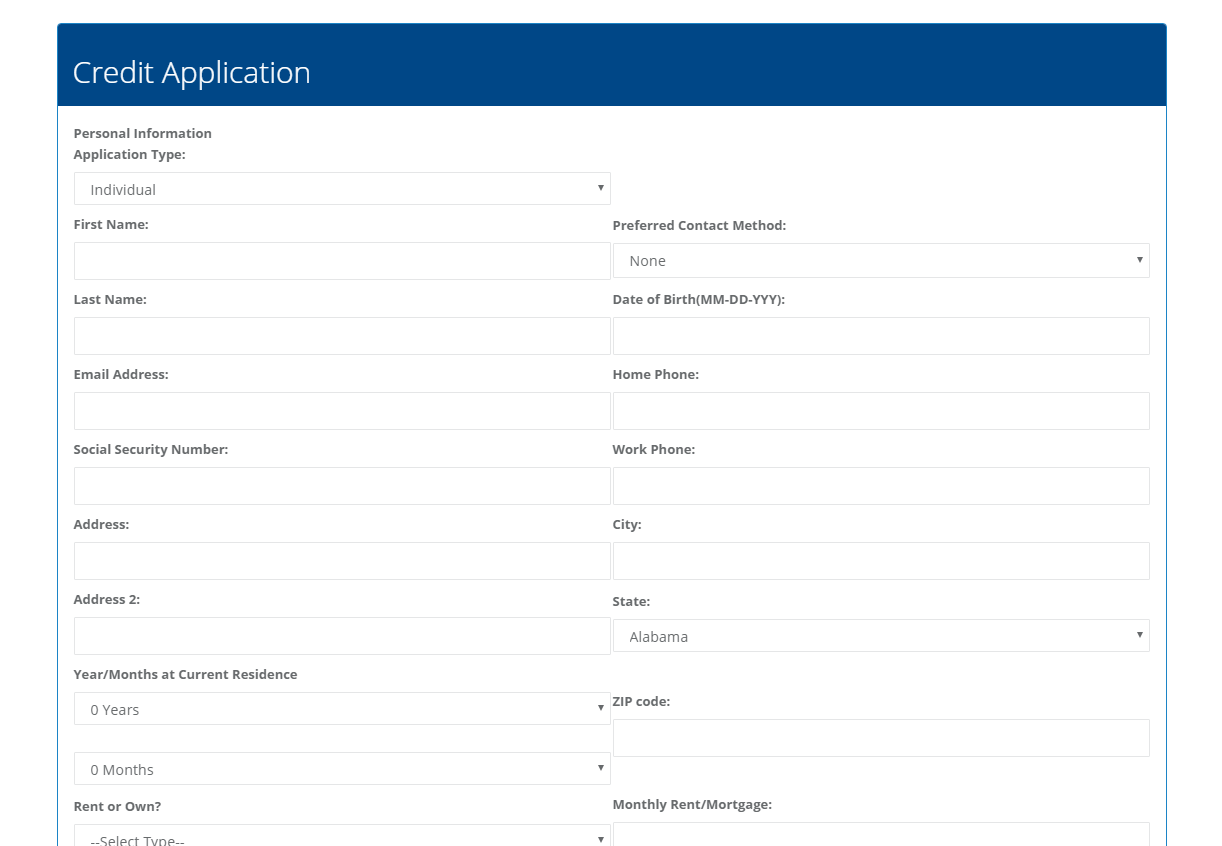 Credit Application
Personal Information
Application Type:
Individual
First Name:
Preferred Contact Method:
None
Last Name:
Date of Birth(MM-DD-YYY):
Email Address:
Home Phone:
Social Security Number:
Work Phone:
Address:
City:
Address 2:
State:
Alabama
Year/Months at Current Residence
0 Years
ZIP code:
0 Months
Rent or Own?
Monthly Rent/Mortgage:
--Select Type--